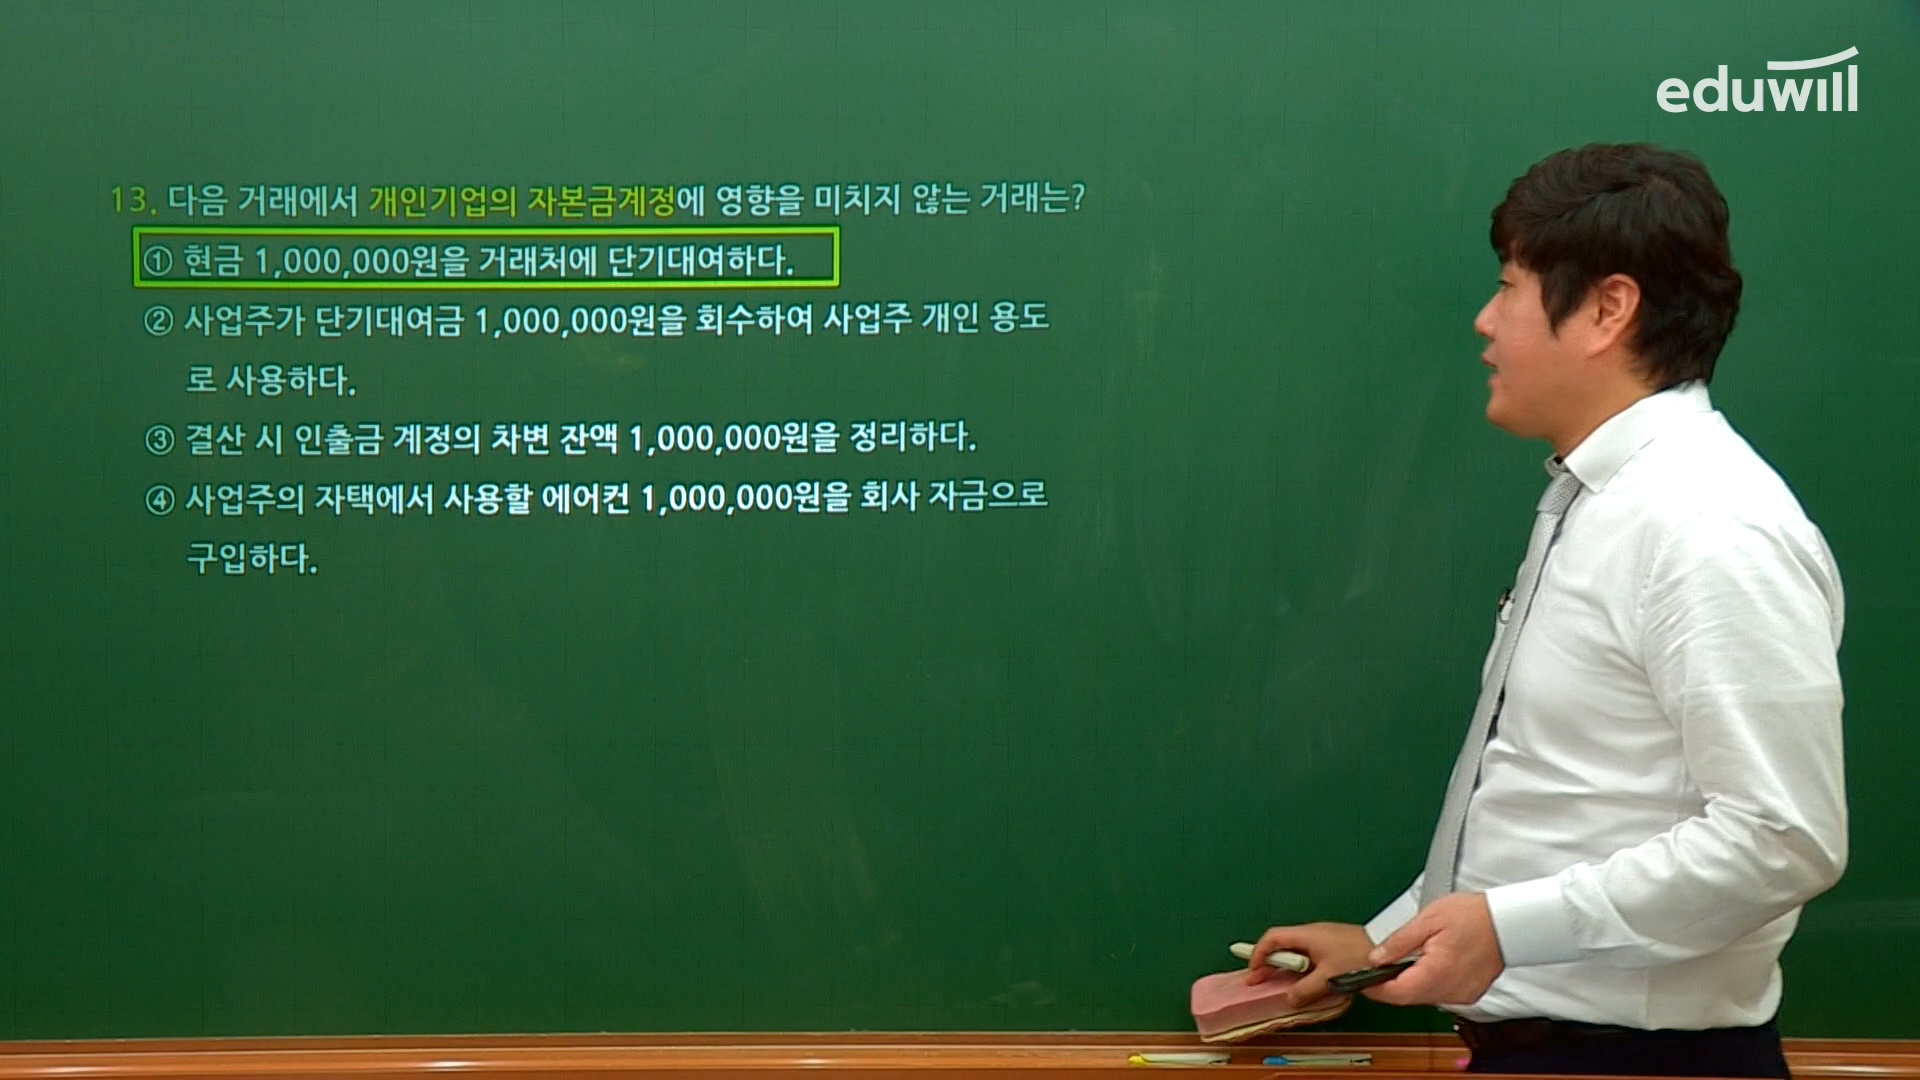 eduwill
13. 다음 거래에서 개인기업의 자본금계정에 영향을 미치지 않는 거래는?
① 현금 1,000,000원을 거래처에 단기대여하다.
② 사업주가 단기대여금 1,000,000원을 회수하여 사업주 개인 용도
로 사용하다.
③ 결산 시 인출금 계정의 차변 잔액 1,000,000원을 정리하다.
④ 사업주의 자택에서 사용할 에어컨 1,000,000원을 회사 자금으로
구입하다.